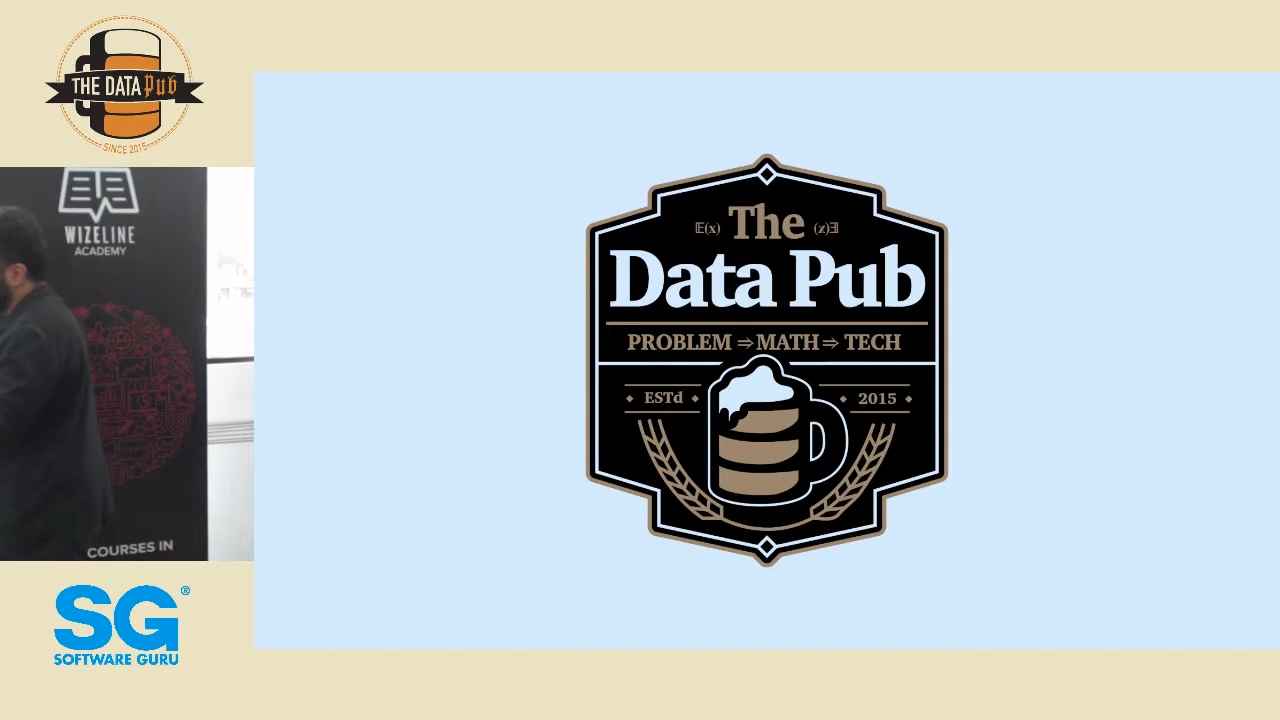 THE DATA Pub
SINCE 2015
WIZELINE
ACADEMY
COURSES IN
SG®
SOFTWARE GURU
𝔼(x) The (x)∃
Data Pub
PROBLEM ⇒ MATH ⇒ TECH
ESTd
2015